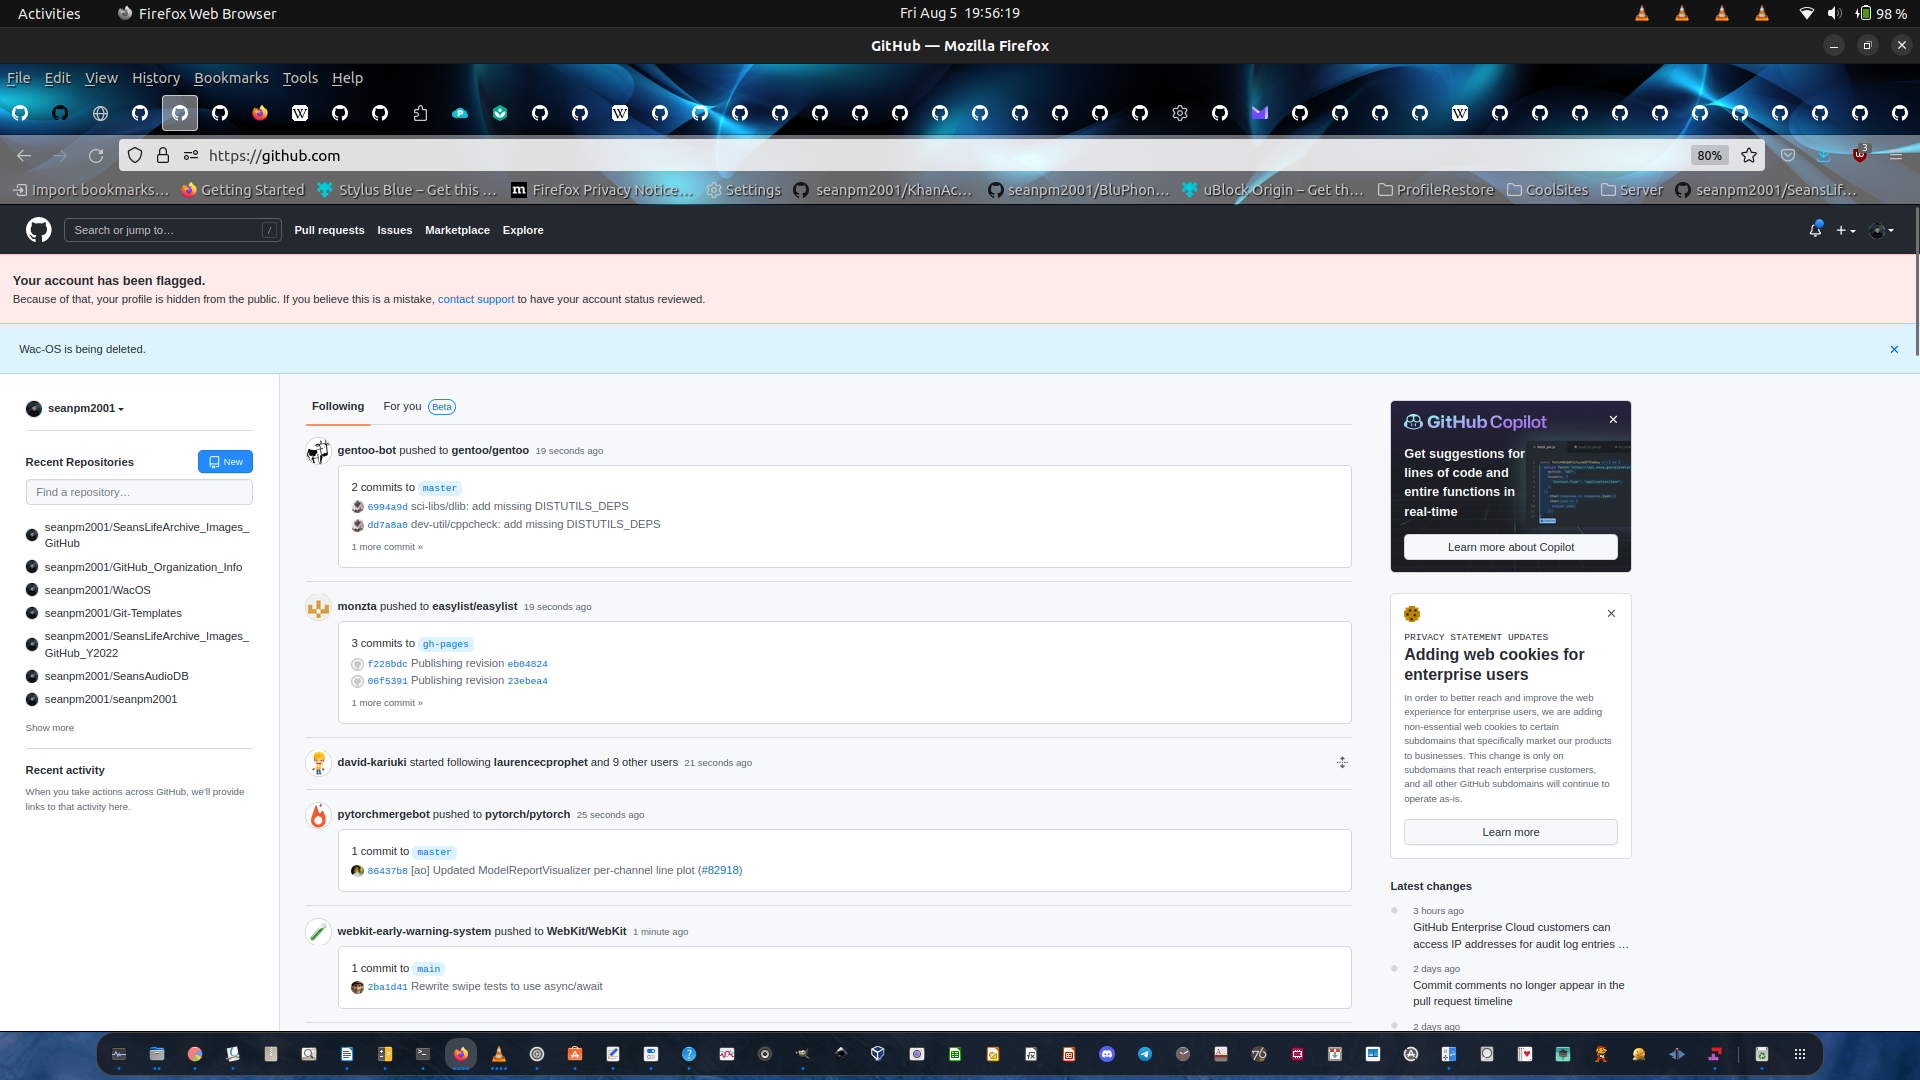 Activities
Firefox Web Browser
Fri Aug 5 19:56:19
98 %
GitHub — Mozilla Firefox
File Edit View History Bookmarks Tools Help
https://github.com
80%
3
Import bookmarks…
Getting Started
Stylus Blue – Get this …
Firefox Privacy Notice…
Settings
seanpm2001/KhanAc…
seanpm2001/BluPhon…
uBlock Origin – Get th…
ProfileRestore
CoolSites
Server
seanpm2001/SeansLif…
Search or jump to…
/
Pull requests
Issues
Marketplace
Explore
Your account has been flagged.
Because of that, your profile is hidden from the public. If you believe this is a mistake, contact support to have your account status reviewed.
Wac-OS is being deleted.
seanpm2001
Recent Repositories
New
Find a repository…
seanpm2001/SeansLifeArchive_Images_
GitHub
seanpm2001/GitHub_Organization_Info
seanpm2001/WacOS
seanpm2001/Git-Templates
seanpm2001/SeansLifeArchive_Images_
GitHub_Y2022
seanpm2001/SeansAudioDB
seanpm2001/seanpm2001
Show more
Recent activity
When you take actions across GitHub, we'll provide
links to that activity here.
Following
For you
Beta
gentoo-bot pushed to gentoo/gentoo 19 seconds ago
2 commits to master
6994a9d sci-libs/dlib: add missing DISTUTILS_DEPS
dd7a8a0 dev-util/cppcheck: add missing DISTUTILS_DEPS
1 more commit »
monzta pushed to easylist/easylist 19 seconds ago
3 commits to gh-pages
f228bdc Publishing revision eb04824
06f5391 Publishing revision 23ebea4
1 more commit »
david-kariuki started following laurencecprophet and 9 other users 21 seconds ago
pytorchmergebot pushed to pytorch/pytorch 25 seconds ago
1 commit to master
86437b8 [ao] Updated ModelReportVisualizer per-channel line plot (#82918)
webkit-early-warning-system pushed to WebKit/WebKit 1 minute ago
1 commit to main
2ba1d41 Rewrite swipe tests to use async/await
GitHub Copilot
Get suggestions for
lines of code and
entire functions in
real-time
Learn more about Copilot
PRIVACY STATEMENT UPDATES
Adding web cookies for
enterprise users
In order to better reach and improve the web
experience for enterprise users, we are adding
non-essential web cookies to certain
subdomains that specifically market our products
to businesses. This change is only on
subdomains that reach enterprise customers,
and all other GitHub subdomains will continue to
operate as-is.
Learn more
Latest changes
3 hours ago
GitHub Enterprise Cloud customers can
access IP addresses for audit log entries …
2 days ago
Commit comments no longer appear in the
pull request timeline
2 days ago